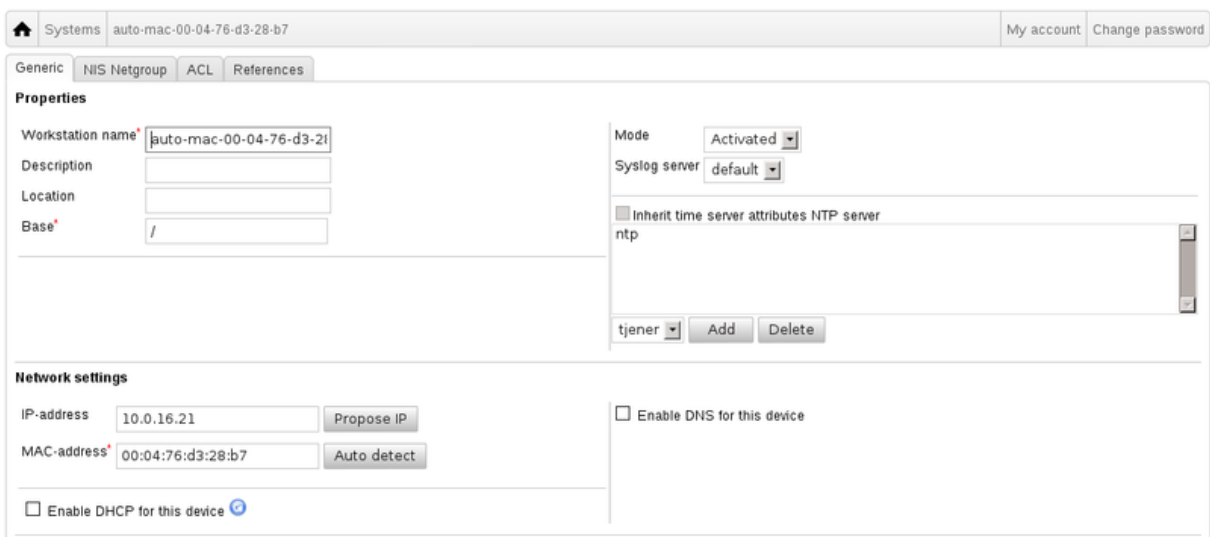 Systems auto-mac-00-04-76-d3-28-b7 My account Change password
Generic NIS Netgroup ACL References
Properties
Workstation name* auto-mac-00-04-76-d3-28
Description
Location
Base* /
Mode Activated
Syslog server default
Inherit time server attributes NTP server
ntp
tjener Add Delete
Network settings
IP-address 10.0.16.21 Propose IP
MAC-address* 00:04:76:d3:28:b7 Auto detect
Enable DHCP for this device
Enable DNS for this device